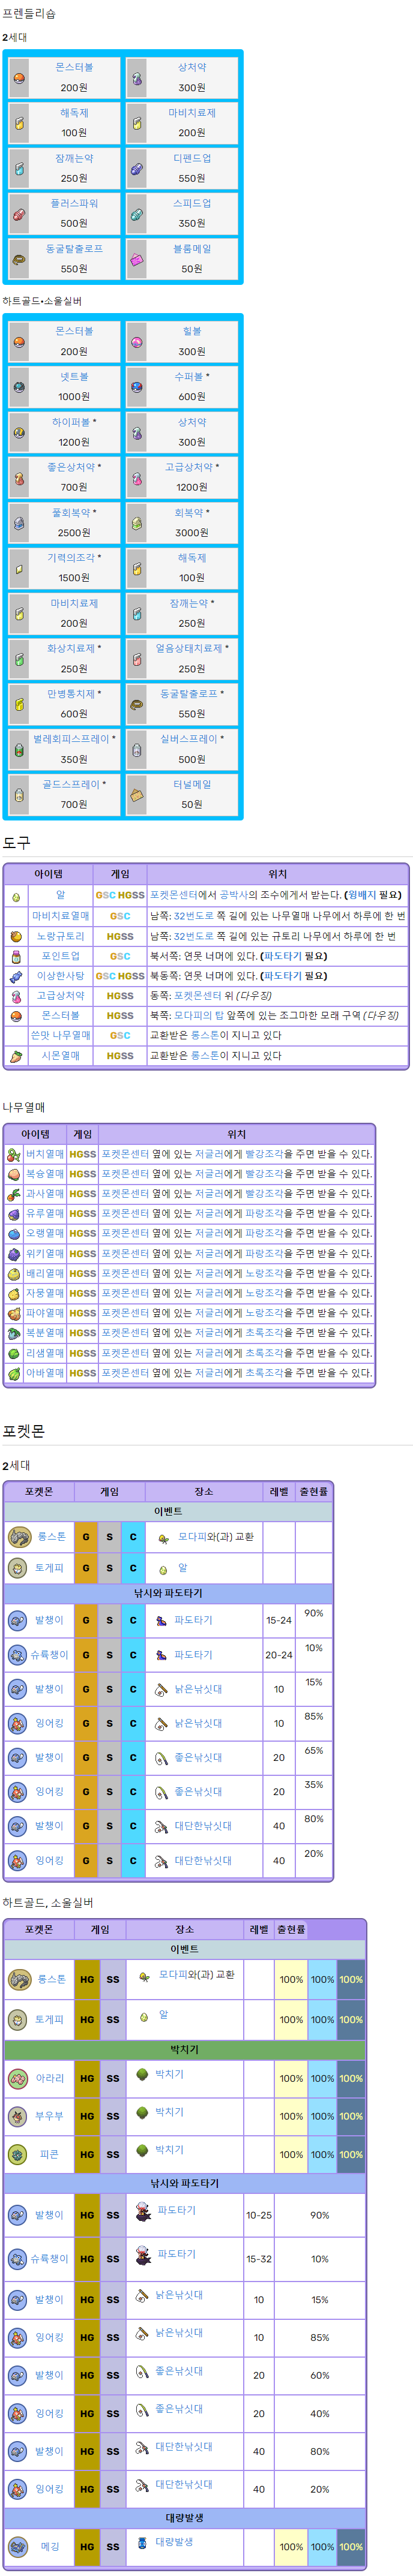 프렌들리숍
2세대
몬스터볼 상처약
200원 300원
해독제 마비치료제
100원 200원
잠깨는약 디펜드업
250원 550원
플러스파워 스피드업
500원 350원
동굴탈출로프 블룸메일
550원 50원
하트골드·소울실버
몬스터볼 힐볼
200원 300원
넷트볼 수퍼볼 *
1000원 600원
하이퍼볼 * 상처약
1200원 300원
좋은상처약 * 고급상처약 *
700원 1200원
풀회복약 * 회복약 *
2500원 3000원
기력의조각 * 해독제
1500원 100원
마비치료제 잠깨는약 *
200원 250원
화상치료제 * 얼음상태치료제 *
250원 250원
만병통치제 * 동굴탈출로프 *
600원 550원
벌레회피스프레이 * 실버스프레이 *
350원 500원
골드스프레이 * 터널메일
700원 50원
도구
아이템 게임 위치
알 GSC HGSS 포켓몬센터에서 공박사의 조수에게서 받는다. (윙배지 필요)
마비치료열매 GSC 남쪽: 32번도로 쪽 길에 있는 나무열매 나무에서 하루에 한 번
노랑규토리 HGSS 남쪽: 32번도로 쪽 길에 있는 규토리 나무에서 하루에 한 번
포인트업 GSC 북서쪽: 연못 너머에 있다. (파도타기 필요)
이상한사탕 GSC HGSS 북동쪽: 연못 너머에 있다. (파도타기 필요)
고급상처약 HGSS 동쪽: 포켓몬센터 위 (다우징)
몬스터볼 HGSS 북쪽: 모다피의 탑 앞쪽에 있는 조그마한 모래 구역 (다우징)
쓴맛 나무열매 GSC 교환받은 롱스톤이 지니고 있다
시몬열매 HGSS 교환받은 롱스톤이 지니고 있다
나무열매
아이템 게임 위치
버치열매 HGSS 포켓몬센터 옆에 있는 저글러에게 빨강조각을 주면 받을 수 있다.
복숭열매 HGSS 포켓몬센터 옆에 있는 저글러에게 빨강조각을 주면 받을 수 있다.
과사열매 HGSS 포켓몬센터 옆에 있는 저글러에게 빨강조각을 주면 받을 수 있다.
유루열매 HGSS 포켓몬센터 옆에 있는 저글러에게 파랑조각을 주면 받을 수 있다.
오랭열매 HGSS 포켓몬센터 옆에 있는 저글러에게 파랑조각을 주면 받을 수 있다.
위키열매 HGSS 포켓몬센터 옆에 있는 저글러에게 파랑조각을 주면 받을 수 있다.
배리열매 HGSS 포켓몬센터 옆에 있는 저글러에게 노랑조각을 주면 받을 수 있다.
자뭉열매 HGSS 포켓몬센터 옆에 있는 저글러에게 노랑조각을 주면 받을 수 있다.
파야열매 HGSS 포켓몬센터 옆에 있는 저글러에게 노랑조각을 주면 받을 수 있다.
복분열매 HGSS 포켓몬센터 옆에 있는 저글러에게 초록조각을 주면 받을 수 있다.
리샘열매 HGSS 포켓몬센터 옆에 있는 저글러에게 초록조각을 주면 받을 수 있다.
아바열매 HGSS 포켓몬센터 옆에 있는 저글러에게 초록조각을 주면 받을 수 있다.
포켓몬
2세대
포켓몬 게임 장소 레벨 출현률
이벤트
롱스톤 G S C 모다피와(과) 교환
토게피 G S C 알
낚시와 파도타기
발챙이 G S C 파도타기 15-24 90%
슈륙챙이 G S C 파도타기 20-24 10%
발챙이 G S C 낡은낚싯대 10 15%
잉어킹 G S C 낡은낚싯대 10 85%
발챙이 G S C 좋은낚싯대 20 65%
잉어킹 G S C 좋은낚싯대 20 35%
발챙이 G S C 대단한낚싯대 40 80%
잉어킹 G S C 대단한낚싯대 40 20%
하트골드, 소울실버
포켓몬 게임 장소 레벨 출현률
이벤트
롱스톤 HG SS 모다피와(과) 교환 100% 100% 100%
토게피 HG SS 알 100% 100% 100%
박치기
아라리 HG SS 박치기 100% 100% 100%
부우부 HG SS 박치기 100% 100% 100%
피콘 HG SS 박치기 100% 100% 100%
낚시와 파도타기
발챙이 HG SS 파도타기 10-25 90%
슈륙챙이 HG SS 파도타기 15-32 10%
발챙이 HG SS 낡은낚싯대 10 15%
잉어킹 HG SS 낡은낚싯대 10 85%
발챙이 HG SS 좋은낚싯대 20 60%
잉어킹 HG SS 좋은낚싯대 20 40%
발챙이 HG SS 대단한낚싯대 40 80%
잉어킹 HG SS 대단한낚싯대 40 20%
대량발생
메깅 HG SS 대량발생 100% 100% 100%